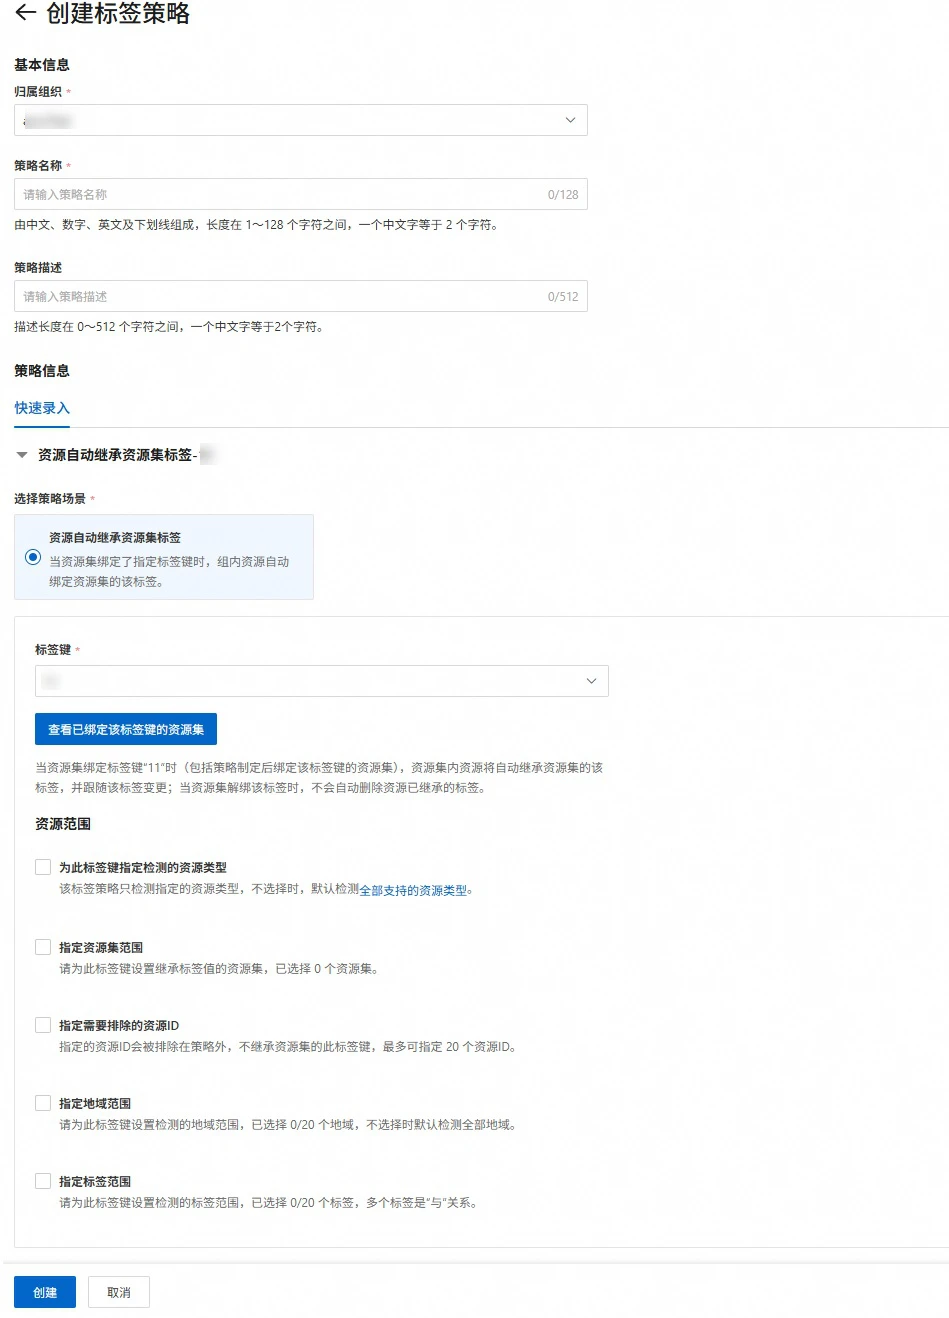 创建标签策略
基本信息
归属组织 *
策略名称 *
请输入策略名称 0/128
由中文、数字、英文及下划线组成，长度在 1～128 个字符之间，一个中文字等于 2 个字符。
策略描述
请输入策略描述 0/512
描述长度在 0～512 个字符之间，一个中文字等于2个字符。
策略信息
快速录入
资源自动继承资源集标签-
选择策略场景 *
资源自动继承资源集标签
当资源集绑定了指定标签键时，组内资源自动
绑定资源集的该标签。
标签键 *
查看已绑定该标签键的资源集
当资源集绑定标签键"11"时（包括策略制定后绑定该标签键的资源集），资源集内资源将自动继承资源集的该
标签，并跟随该标签变更；当资源集解绑该标签时，不会自动删除资源已继承的标签。
资源范围
为此标签键指定检测的资源类型
该标签策略只检测指定的资源类型，不选择时，默认检测全部支持的资源类型。
指定资源集范围
请为此标签键设置继承标签值的资源集，已选择 0 个资源集。
指定需要排除的资源ID
指定的资源ID会被排除在策略外，不继承资源集的此标签键，最多可指定 20 个资源ID。
指定地域范围
请为此标签键设置检测的地域范围，已选择 0/20 个地域，不选择时默认检测全部地域。
指定标签范围
请为此标签键设置检测的标签范围，已选择 0/20 个标签，多个标签是"与"关系。
创建 取消